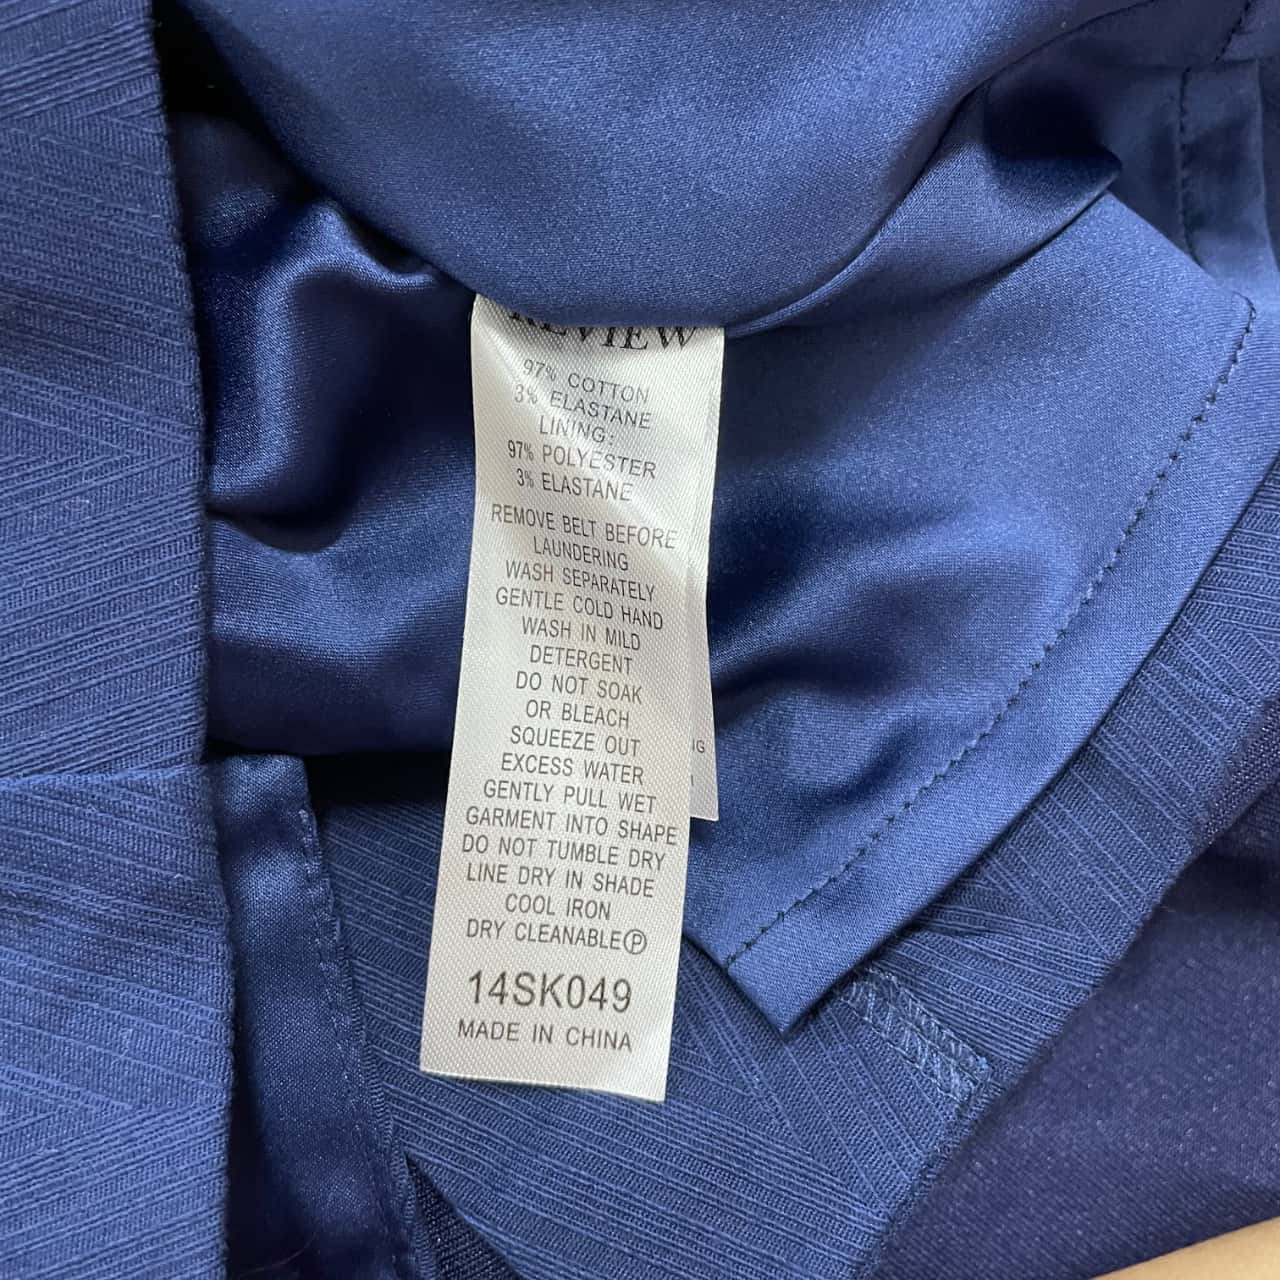 REVIEW
97% COTTON
3% ELASTANE
LINING:
97% POLYESTER
3% ELASTANE
REMOVE BELT BEFORE
LAUNDERING
WASH SEPARATELY
GENTLE COLD HAND
WASH IN MILD
DETERGENT
DO NOT SOAK
OR BLEACH
SQUEEZE OUT
EXCESS WATER
GENTLY PULL WET
GARMENT INTO SHAPE
DO NOT TUMBLE DRY
LINE DRY IN SHADE
COOL IRON
DRY CLEANABLE Ⓟ
14SK049
MADE IN CHINA